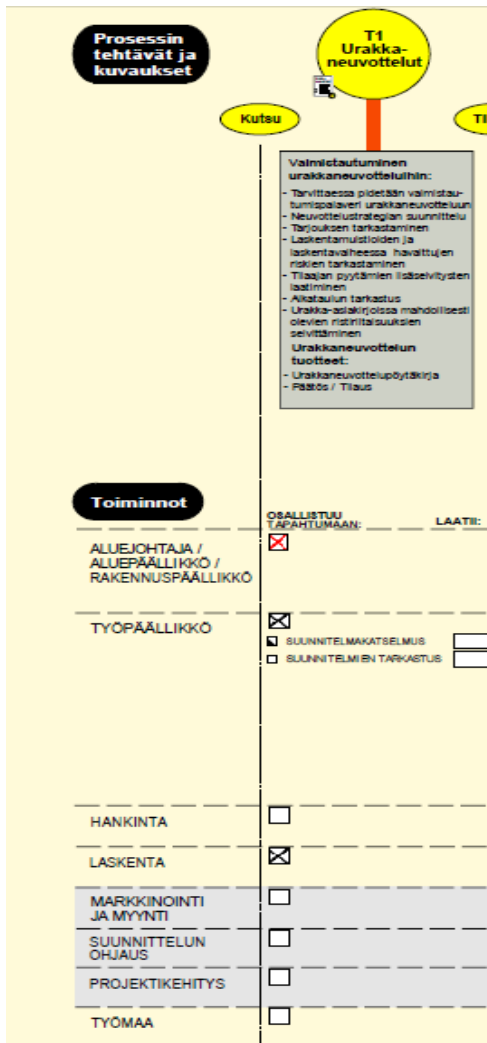 Prosessin
tehtävät ja
kuvaukset
T1
Urakka-
neuvottelut
Kutsu
Valmistautuminen
urakkaneuvotteluihin:
- Tarvittaessa pidetään valmistau-
tumispalaveri urakkaneuvotteluun
- Neuvottelustrategian suunnittelu
- Tarjouksen tarkastaminen
- Laskentamuistioiden ja
laskentavaiheessa havaittujen
riskien tarkastaminen
- Tilaajan pyytämien lisäselvitysten
laatiminen
- Aikataulun tarkastus
- Urakka-asiakirjoissa mahdollisesti
olevien ristiriitaisuuksien
selvittäminen
Urakkaneuvottelun
tuotteet:
- Urakkaneuvottelupöytäkirja
- Päätös / Tilaus
Toiminnot
OSALLISTUU
TAPAHTUMAAN:
LAATII:
ALUEJOHTAJA /
ALUEPÄÄLLIKKÖ /
RAKENNUSPÄÄLLIKKÖ
TYÖPÄÄLLIKKÖ
SUUNNITELMAKATSELMUS
SUUNNITELMIEN TARKASTUS
HANKINTA
LASKENTA
MARKKINOINTI
JA MYYNTI
SUUNNITTELUN
OHJAUS
PROJEKTIKEHITYS
TYÖMAA